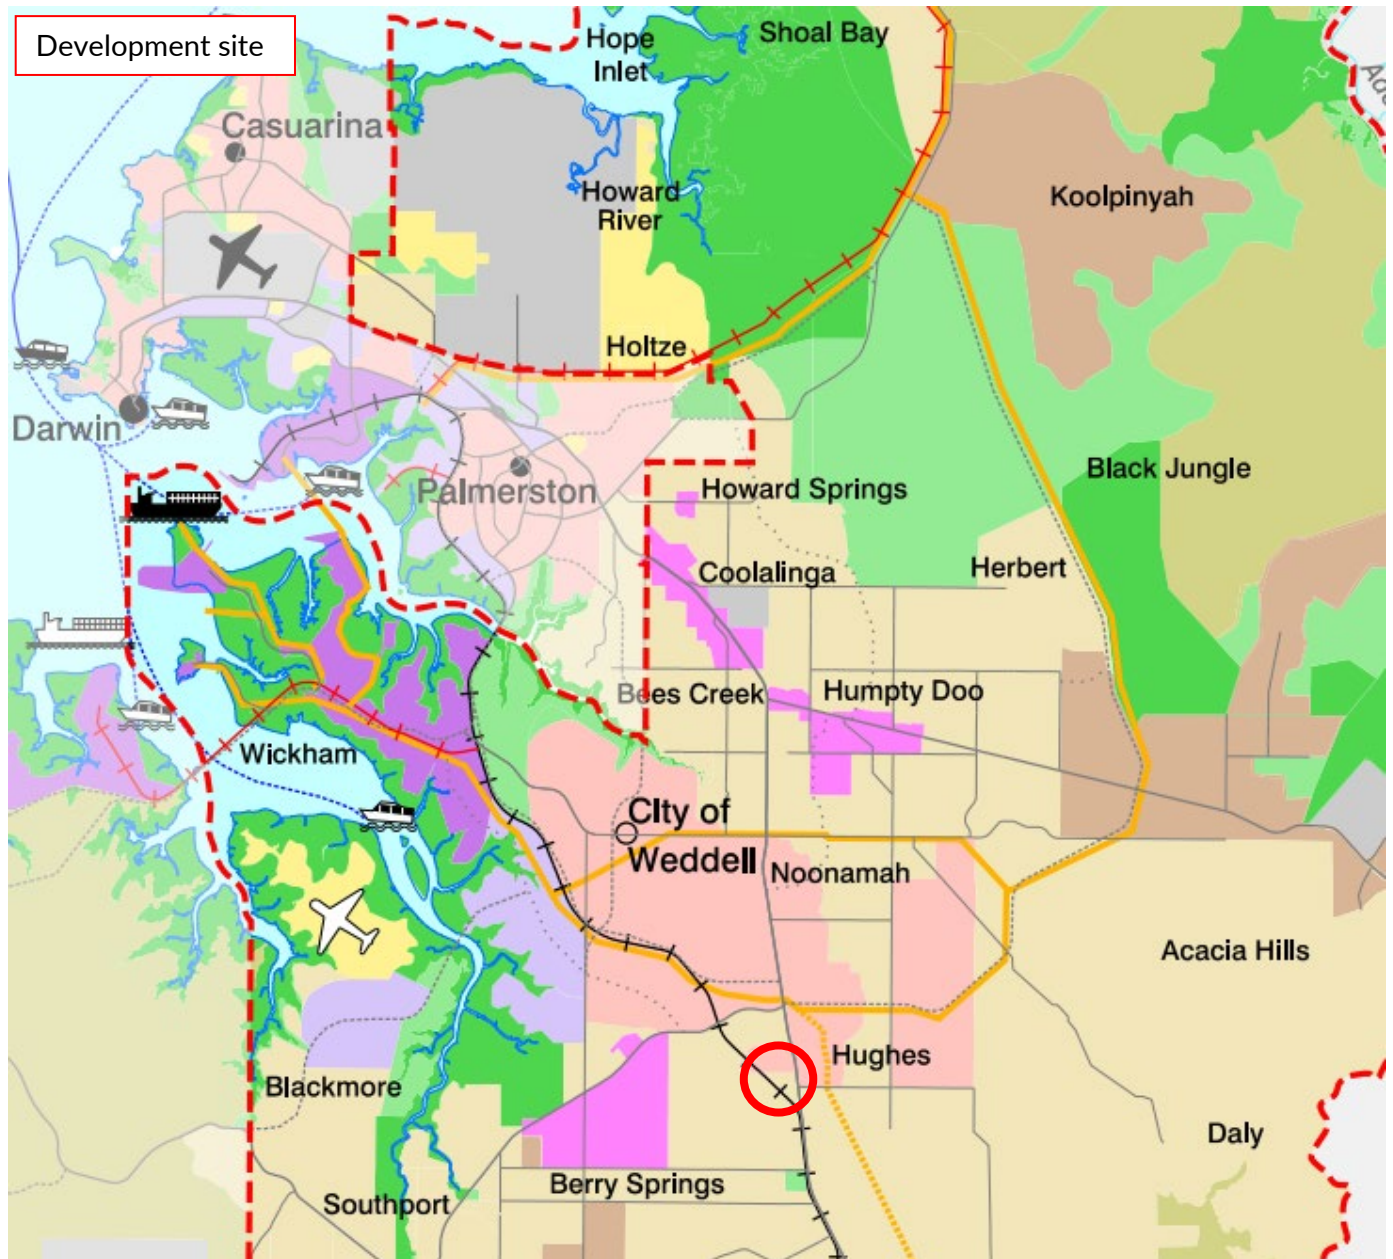 Development site
Hope
Inlet
Shoal Bay
Casuarina
Koolpinyah
Howard
River
Holtze
Darwin
Black Jungle
Palmerston
Howard Springs
Coolalinga
Herbert
Bees Creek
Humpty Doo
Wickham
CIty of
Weddell
Noonamah
Acacia Hills
Hughes
Blackmore
Daly
Berry Springs
Southport